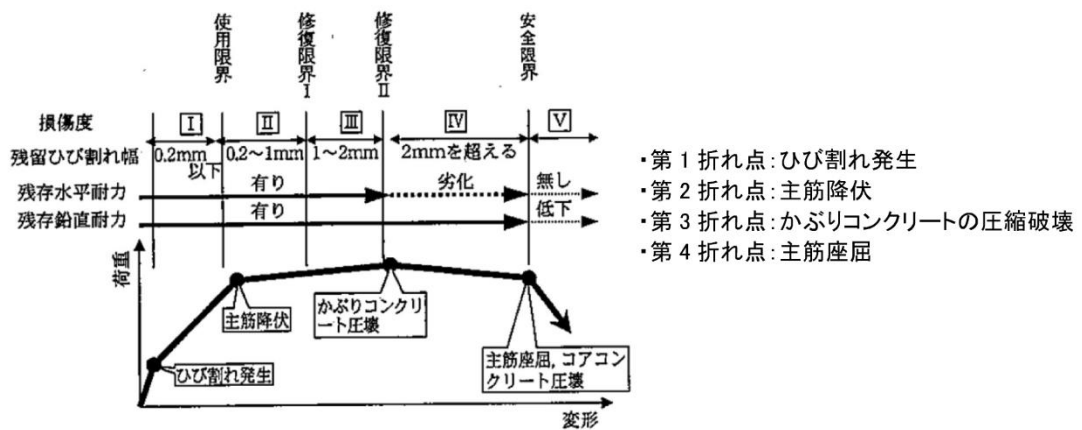 使用限界
修復限界Ⅰ
修復限界Ⅱ
安全限界
損傷度
Ⅰ
Ⅱ
Ⅲ
Ⅳ
Ⅴ
残留ひび割れ幅
0.2mm
以下
0.2～1mm
1～2mm
2mmを超える
残存水平耐力
有り
劣化
無し
残存鉛直耐力
有り
低下
荷重
主筋降伏
かぶりコンクリ
ート圧壊
ひび割れ発生
主筋座屈,コアコン
クリート圧壊
変形
・第1折れ点:ひび割れ発生
・第2折れ点:主筋降伏
・第3折れ点:かぶりコンクリートの圧縮破壊
・第4折れ点:主筋座屈